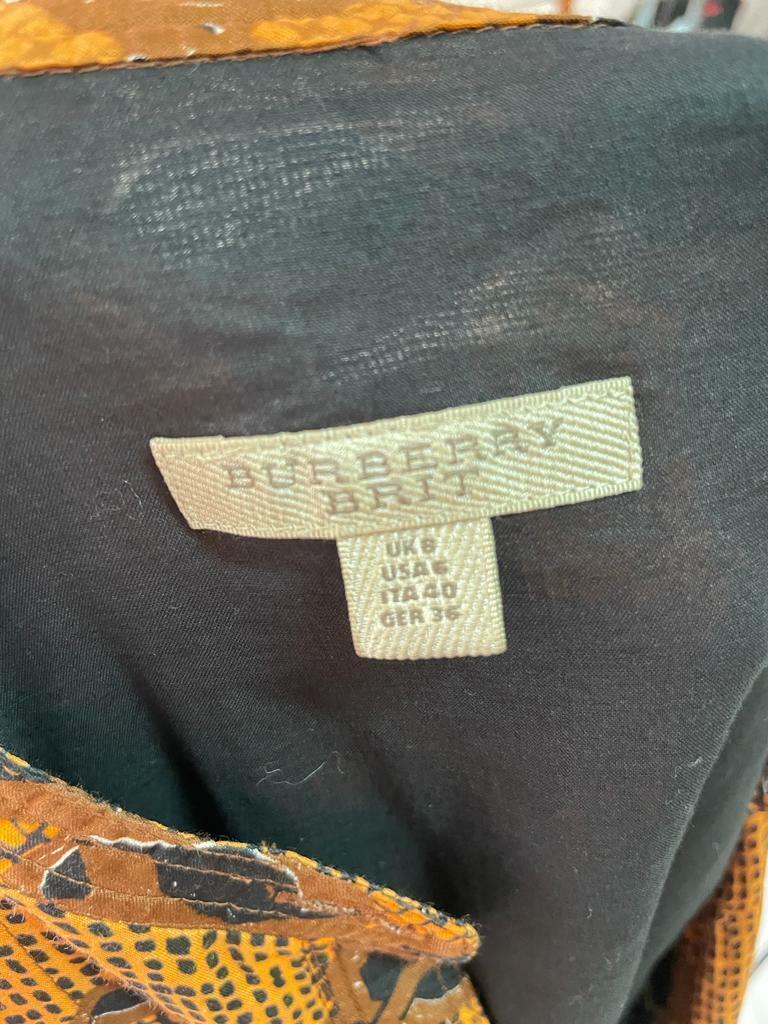 BURBERRY
BRIT
UK 8
USA 6
ITA 40
GER 36